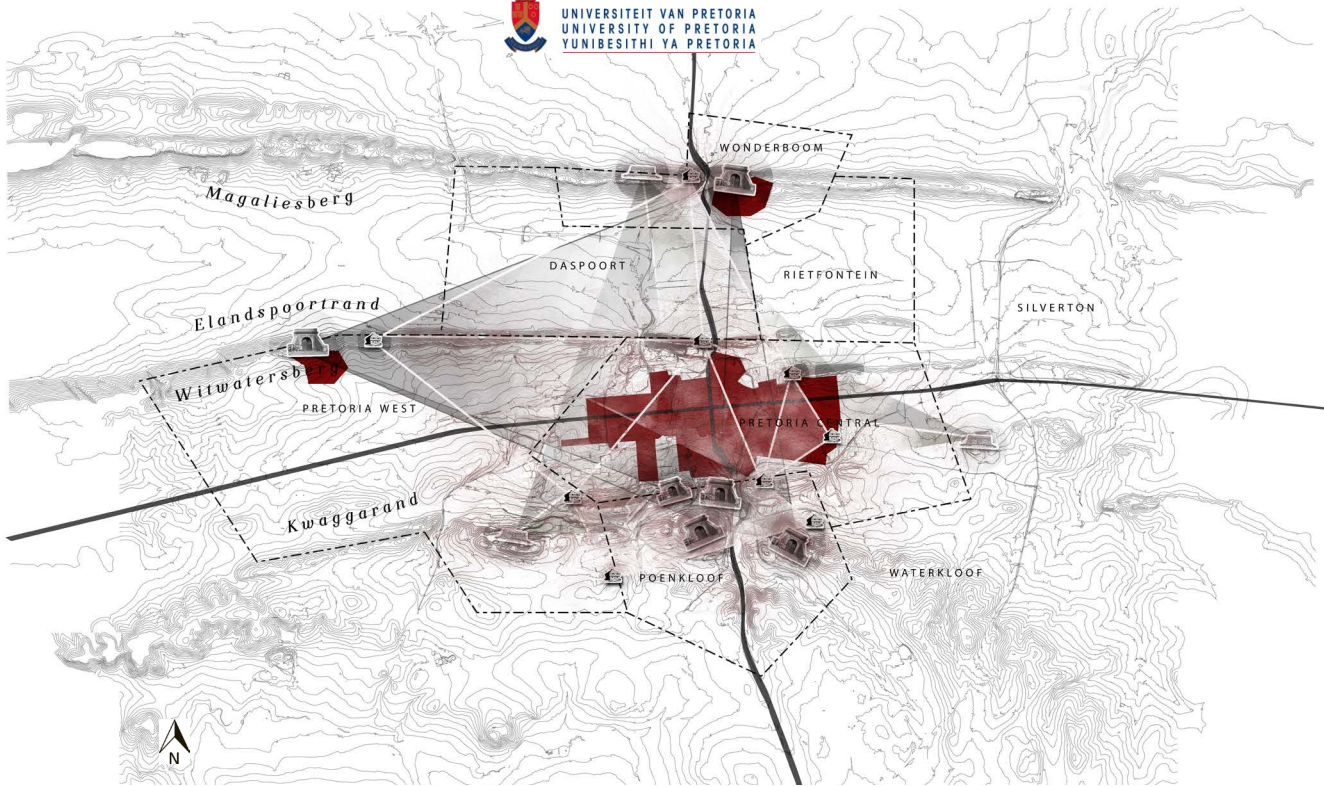 UNIVERSITEIT VAN PRETORIA
UNIVERSITY OF PRETORIA
YUNIBESITHI YA PRETORIA
WONDERBOOM
Magaliesberg
DASPOORT
RIETFONTEIN
Elandspoortrand
SILVERTON
Witwatersberg
PRETORIA WEST
PRETORIA CENTRAL
Kwaggarand
POENKLOOF
WATERKLOOF
N